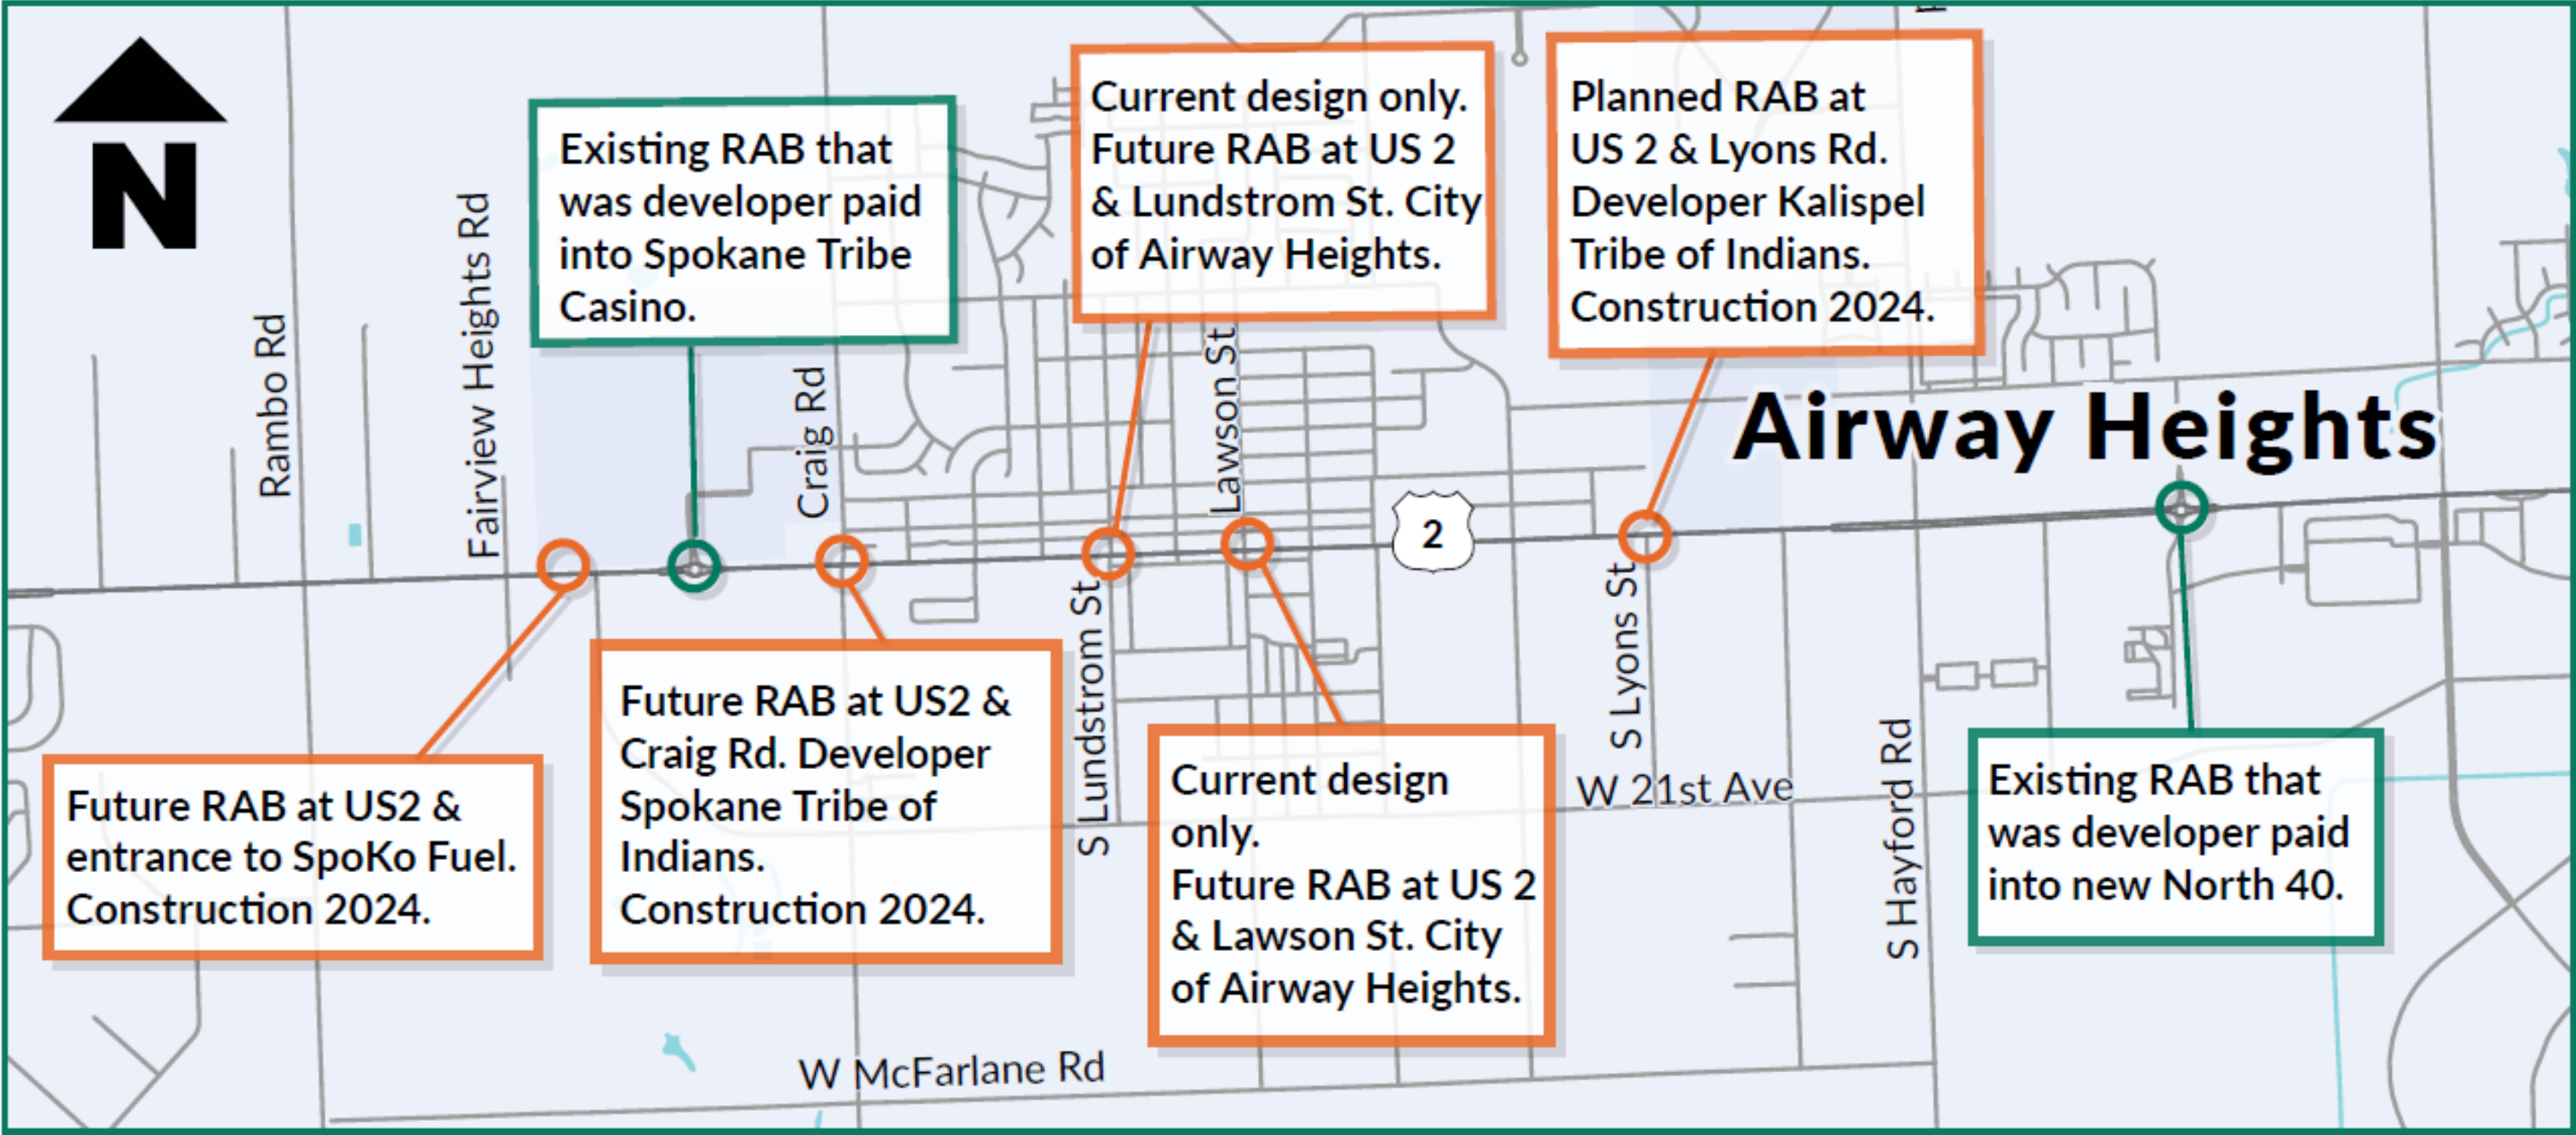 N
Rambo Rd
Fairview Heights Rd
Existing RAB that
was developer paid
into Spokane Tribe
Casino.
Craig Rd
Current design only.
Future RAB at US 2
& Lundstrom St. City
of Airway Heights.
Lawson St
Planned RAB at
US 2 & Lyons Rd.
Developer Kalispel
Tribe of Indians.
Construction 2024.
Airway Heights
2
Future RAB at US2 &
entrance to SpoKo Fuel.
Construction 2024.
Future RAB at US2 &
Craig Rd. Developer
Spokane Tribe of
Indians.
Construction 2024.
S Lundstrom St
Current design
only.
Future RAB at US 2
& Lawson St. City
of Airway Heights.
S Lyons St
W 21st Ave
S Hayford Rd
Existing RAB that
was developer paid
into new North 40.
W McFarlane Rd